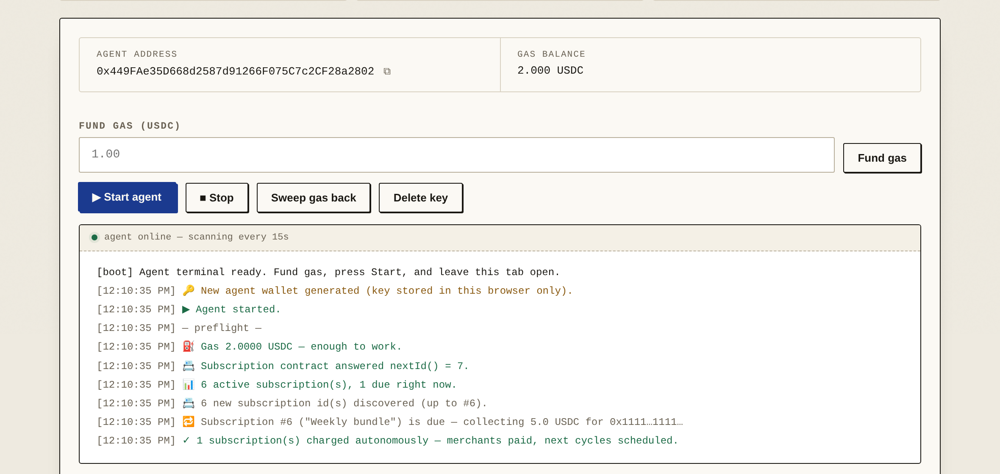 AGENT ADDRESS
0x449FAe35D668d2587d91266F075C7c2CF28a2802
GAS BALANCE
2.000 USDC
FUND GAS (USDC)
1.00
Fund gas
▶ Start agent
■ Stop
Sweep gas back
Delete key
agent online — scanning every 15s
[boot] Agent terminal ready. Fund gas, press Start, and leave this tab open.
[12:10:35 PM] 🔑 New agent wallet generated (key stored in this browser only).
[12:10:35 PM] ▶ Agent started.
[12:10:35 PM] — preflight —
[12:10:35 PM] ⛽ Gas 2.0000 USDC — enough to work.
[12:10:35 PM] 📇 Subscription contract answered nextId() = 7.
[12:10:35 PM] 📊 6 active subscription(s), 1 due right now.
[12:10:35 PM] 📇 6 new subscription id(s) discovered (up to #6).
[12:10:35 PM] 🔁 Subscription #6 ("Weekly bundle") is due — collecting 5.0 USDC for 0x1111…1111…
[12:10:35 PM] ✓ 1 subscription(s) charged autonomously — merchants paid, next cycles scheduled.